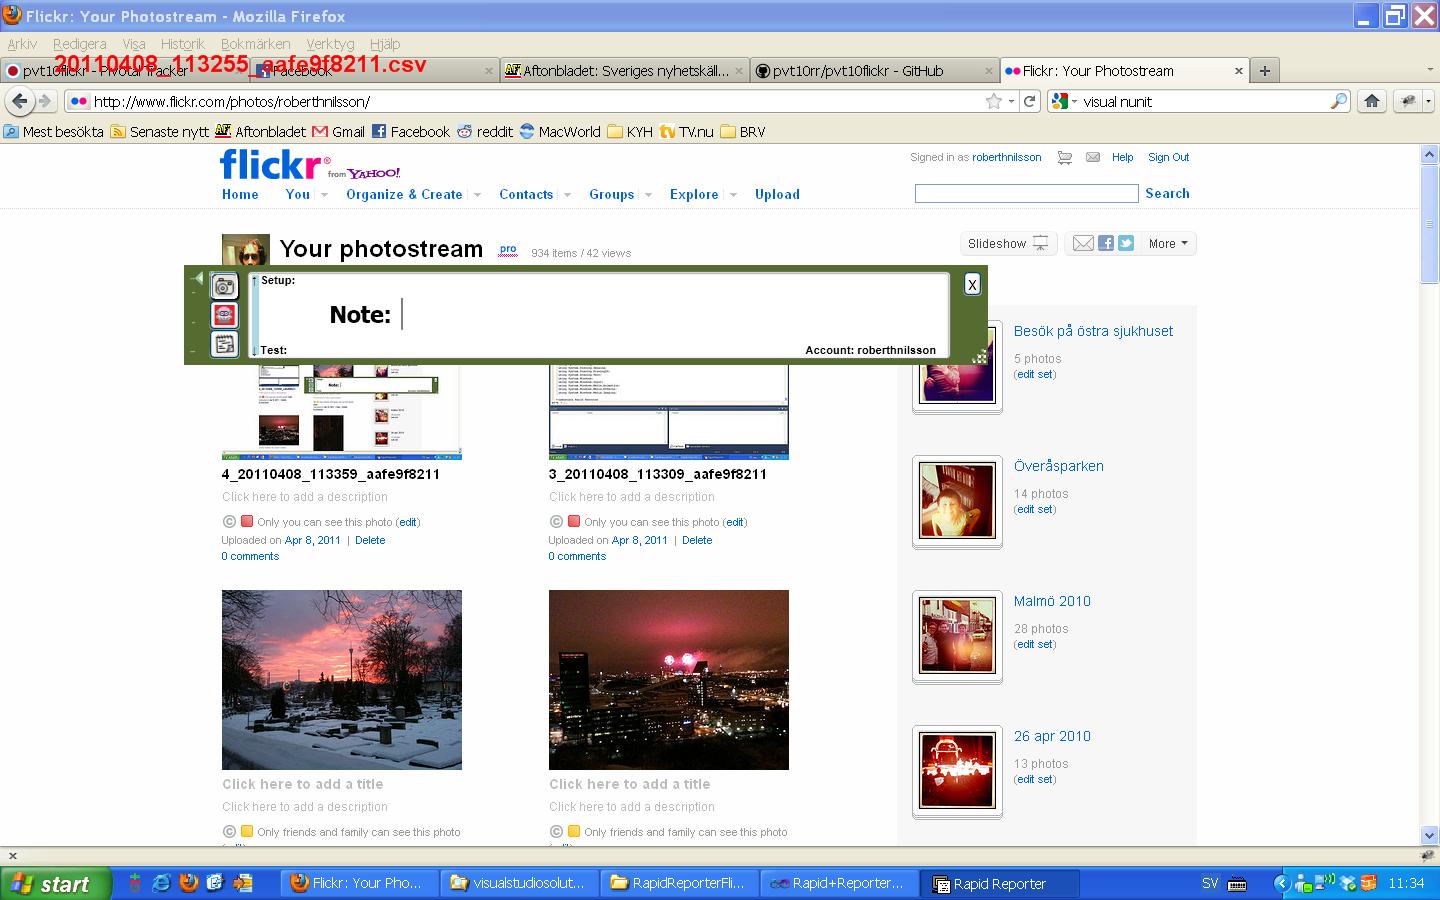 Flickr: Your Photostream - Mozilla Firefox
Arkiv Redigera Visa Historik Bokmärken Verktyg Hjälp
20110408_113255_aafe9f8211.csv
pvt10flickr - Pivotal Tracker
Facebook
Aftonbladet: Sveriges nyhetskäll...
pvt10rr/pvt10flickr - GitHub
Flickr: Your Photostream
http://www.flickr.com/photos/roberthnilsson/
visual nunit
Mest besökta Senaste nytt Aftonbladet Gmail Facebook reddit MacWorld KYH TV.nu BRV
flickr from YAHOO!
Signed in as roberthnilsson Help Sign Out
Home You Organize & Create Contacts Groups Explore Upload
Search
Your photostream pro 934 items / 42 views
Slideshow More
Setup:
Note:
X
Test:
Account: roberthnilsson
Besök på östra sjukhuset
5 photos
(edit set)
4_20110408_113359_aafe9f8211
Click here to add a description
Only you can see this photo (edit)
Uploaded on Apr 8, 2011 | Delete
0 comments
3_20110408_113309_aafe9f8211
Click here to add a description
Only you can see this photo (edit)
Uploaded on Apr 8, 2011 | Delete
0 comments
Överåsparken
14 photos
(edit set)
Malmö 2010
28 photos
(edit set)
26 apr 2010
13 photos
(edit set)
Click here to add a title
Click here to add a description
Only friends and family can see this photo
Click here to add a title
Click here to add a description
Only friends and family can see this photo
start
Flickr: Your Pho...
visualstudiosolut...
RapidReporterFli...
Rapid+Reporter...
Rapid Reporter
SV
11:34